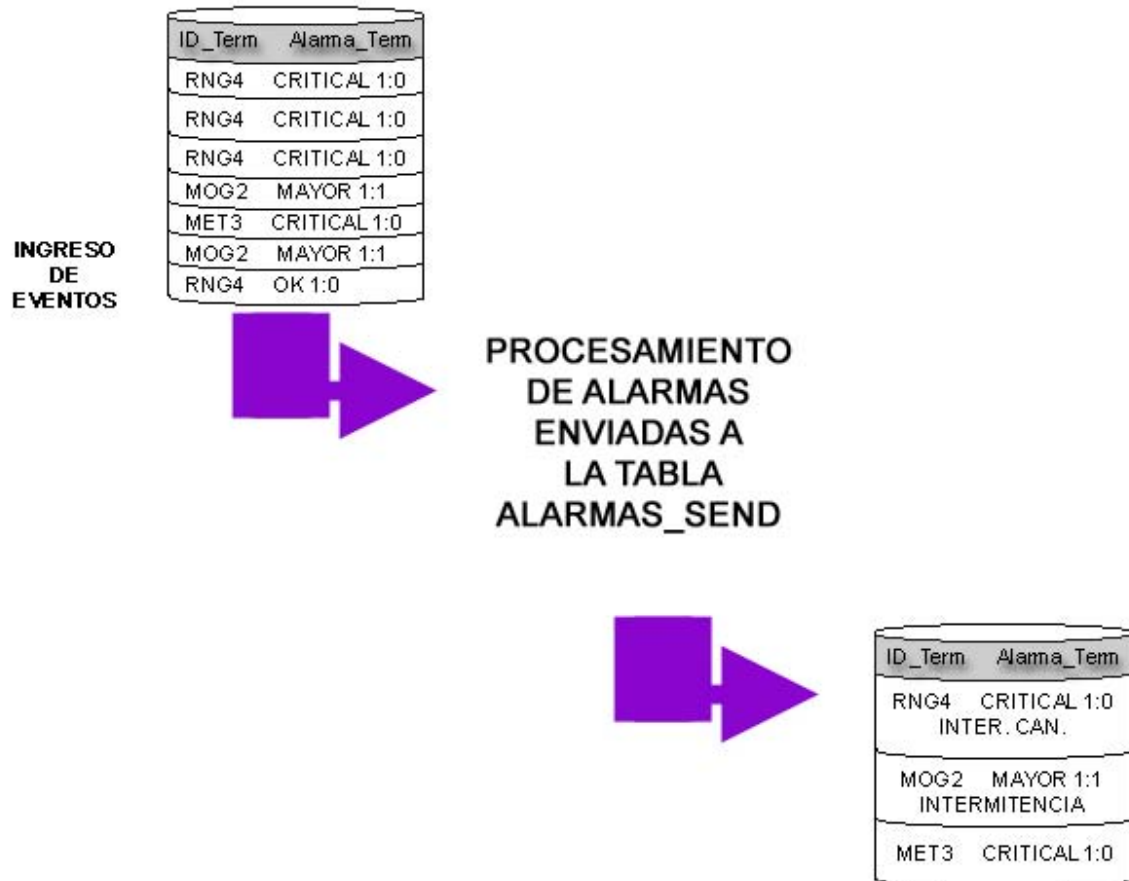 ID_Term Alarma_Term
RNG4 CRITICAL 1:0
RNG4 CRITICAL 1:0
RNG4 CRITICAL 1:0
MOG2 MAYOR 1:1
MET3 CRITICAL 1:0
MOG2 MAYOR 1:1
RNG4 OK 1:0
INGRESO
DE
EVENTOS
PROCESAMIENTO
DE ALARMAS
ENVIADAS A
LA TABLA
ALARMAS_SEND
ID_Term Alarma_Term
RNG4 CRITICAL 1:0
INTER. CAN.
MOG2 MAYOR 1:1
INTERMITENCIA
MET3 CRITICAL 1:0